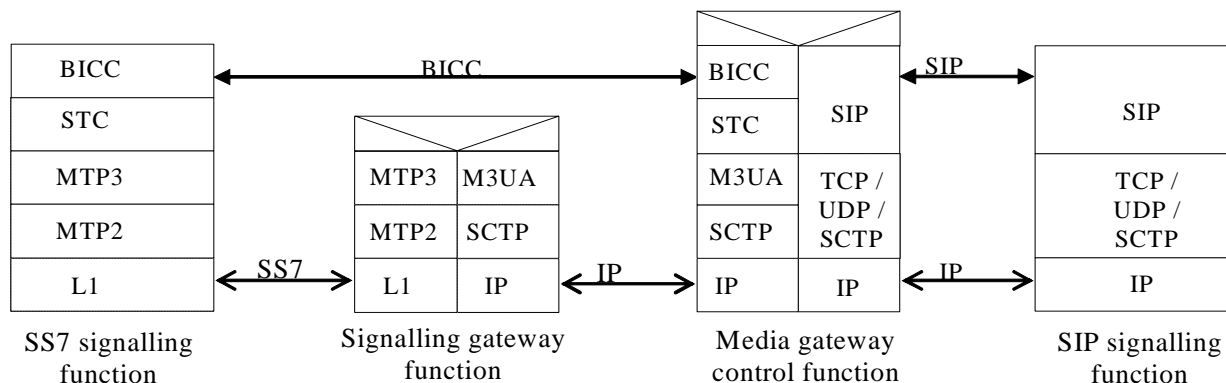 BICC
STC
MTP3
MTP2
L1
SS7 signalling
function
BICC
SS7
MTP3
M3UA
MTP2
SCTP
L1
IP
Signalling gateway
function
IP
BICC
STC
M3UA
SCTP
IP
SIP
TCP /
UDP /
SCTP
IP
Media gateway
control function
SIP
IP
SIP
TCP /
UDP /
SCTP
IP
SIP signalling
function